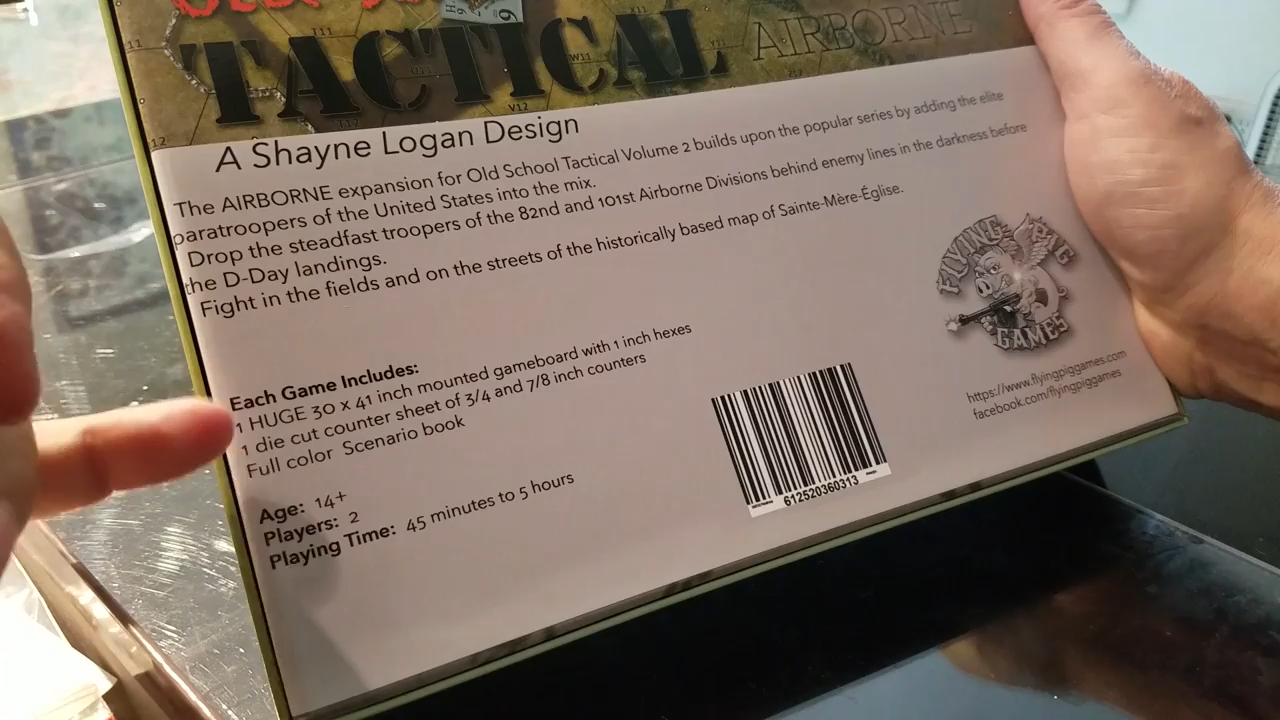 TACTICAL AIRBORNE
A Shayne Logan Design
The AIRBORNE expansion for Old School Tactical Volume 2 builds upon the popular series by adding the elite
paratroopers of the United States into the mix.
Drop the steadfast troopers of the 82nd and 101st Airborne Divisions behind enemy lines in the darkness before
the D-Day landings.
Fight in the fields and on the streets of the historically based map of Sainte-Mère-Église.
FLYING PIG
GAMES
Each Game Includes:
1 HUGE 30 x 41 inch mounted gameboard with 1 inch hexes
1 die cut counter sheet of 3/4 and 7/8 inch counters
Full color Scenario book
https://www.flyingpiggames.com
facebook.com/flyingpiggames
Age: 14+
Players: 2
Playing Time: 45 minutes to 5 hours
612520360313